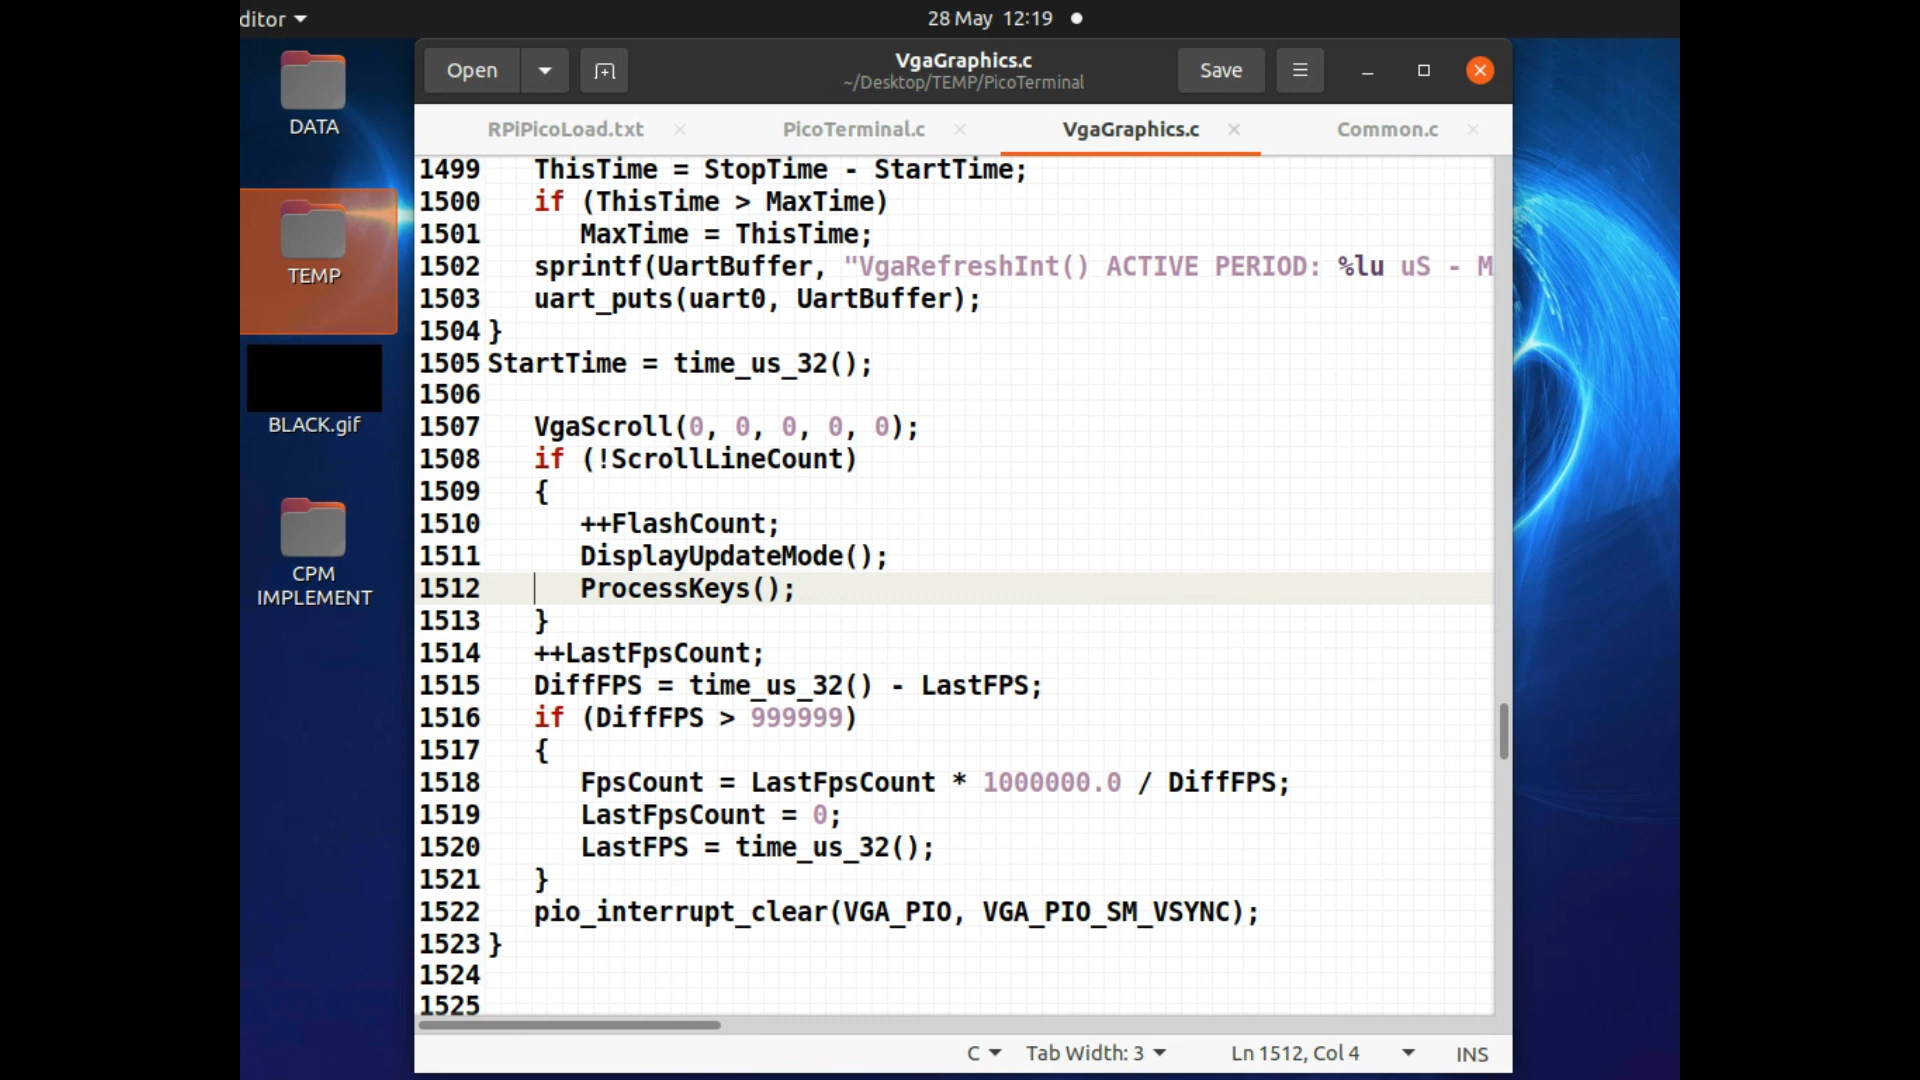 ditor
28 May 12:19
DATA
TEMP
BLACK.gif
CPM
IMPLEMENT
Open
VgaGraphics.c
~/Desktop/TEMP/PicoTerminal
Save
RPiPicoLoad.txt
PicoTerminal.c
VgaGraphics.c
Common.c
1499 ThisTime = StopTime - StartTime;
1500 if (ThisTime > MaxTime)
1501 MaxTime = ThisTime;
1502 sprintf(UartBuffer, "VgaRefreshInt() ACTIVE PERIOD: %lu uS - M
1503 uart_puts(uart0, UartBuffer);
1504 }
1505 StartTime = time_us_32();
1506
1507 VgaScroll(0, 0, 0, 0, 0);
1508 if (!ScrollLineCount)
1509 {
1510 ++FlashCount;
1511 DisplayUpdateMode();
1512 ProcessKeys();
1513 }
1514 ++LastFpsCount;
1515 DiffFPS = time_us_32() - LastFPS;
1516 if (DiffFPS > 999999)
1517 {
1518 FpsCount = LastFpsCount * 1000000.0 / DiffFPS;
1519 LastFpsCount = 0;
1520 LastFPS = time_us_32();
1521 }
1522 pio_interrupt_clear(VGA_PIO, VGA_PIO_SM_VSYNC);
1523 }
1524
1525
C
Tab Width: 3
Ln 1512, Col 4
INS